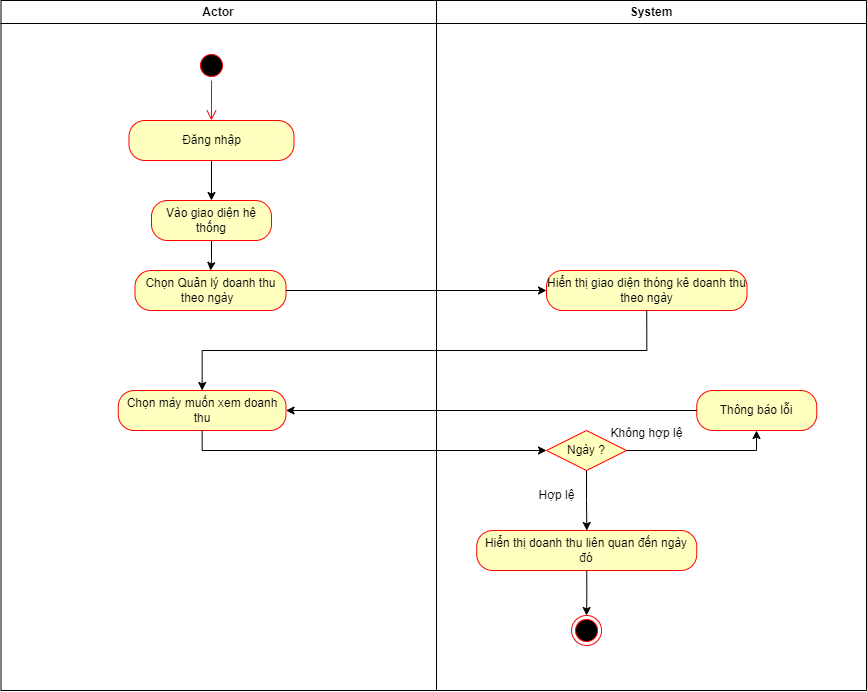 Actor
System
Đăng nhập
Vào giao diện hệ
thống
Chọn Quản lý doanh thu
theo ngày
Hiển thị giao diện thóng kê doanh thu
theo ngày
Chọn máy muốn xem doanh
thu
Thông báo lỗi
Không hợp lệ
Ngày ?
Hợp lệ
Hiển thị doanh thu liên quan đến ngày
đó